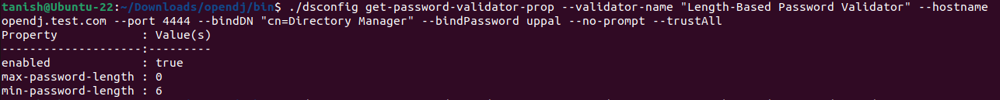 tanish@Ubuntu-22:~/Downloads/opendj/bin$ ./dsconfig get-password-validator-prop --validator-name "Length-Based Password Validator" --hostname
opendj.test.com --port 4444 --bindDN "cn=Directory Manager" --bindPassword uppal --no-prompt --trustAll
Property           : Value(s)
-------------------:---------
enabled            : true
max-password-length : 0
min-password-length : 6